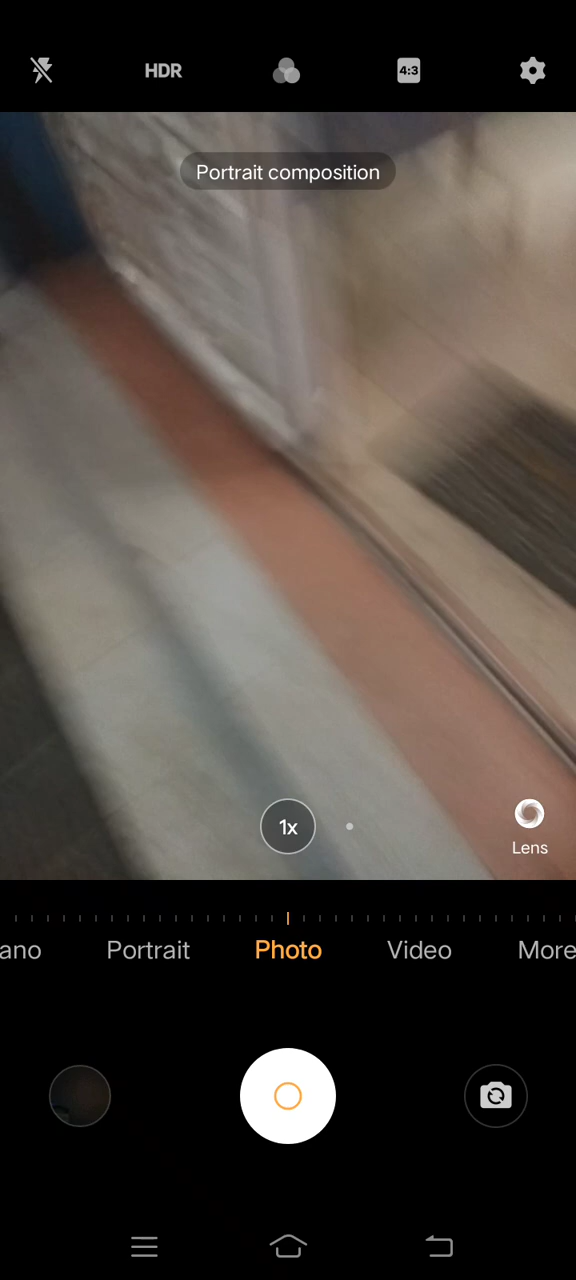 HDR
4:3
Portrait composition
1x
Lens
ano
Portrait
Photo
Video
More